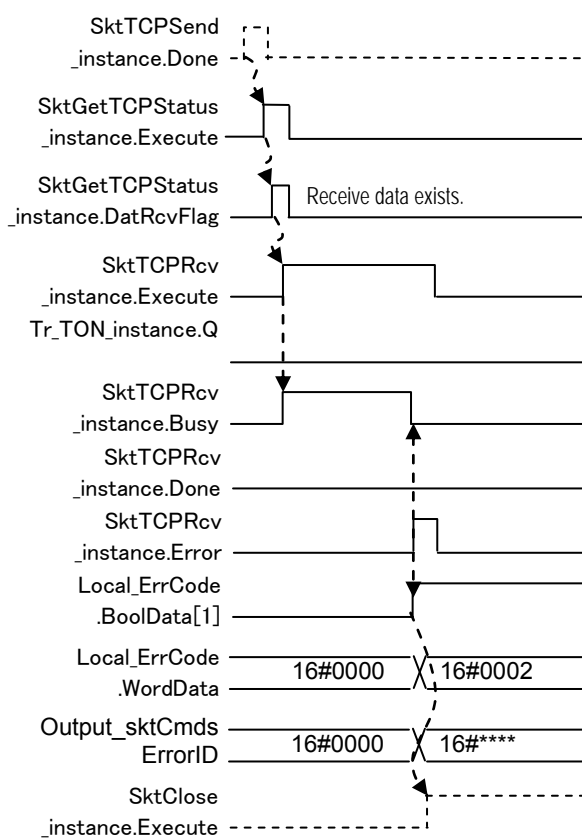 SktTCPSend
_instance.Done
SktGetTCPStatus
_instance.Execute
SktGetTCPStatus
_instance.DatRcvFlag
Receive data exists.
SktTCPRcv
_instance.Execute
Tr_TON_instance.Q
SktTCPRcv
_instance.Busy
SktTCPRcv
_instance.Done
SktTCPRcv
_instance.Error
Local_ErrCode
.BoolData[1]
Local_ErrCode
.WordData
16#0000
16#0002
Output_sktCmds
ErrorID
16#0000
16#****
SktClose
_instance.Execute